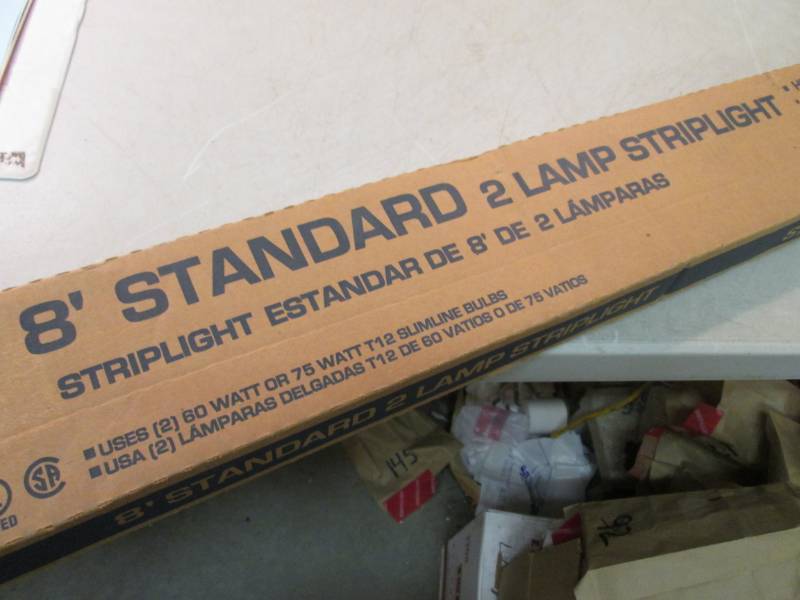 8' STANDARD 2 LAMP STRIPLIGHT
STRIPLIGHT ESTANDAR DE 8' DE 2 LÁMPARAS
■ USES (2) 60 WATT OR 75 WATT T12 SLIMLINE BULBS
■ USA (2) LÁMPARAS DELGADAS T12 DE 60 VATIOS O DE 75 VATIOS
8' STANDARD 2 LAMP STRIPLIGHT
145